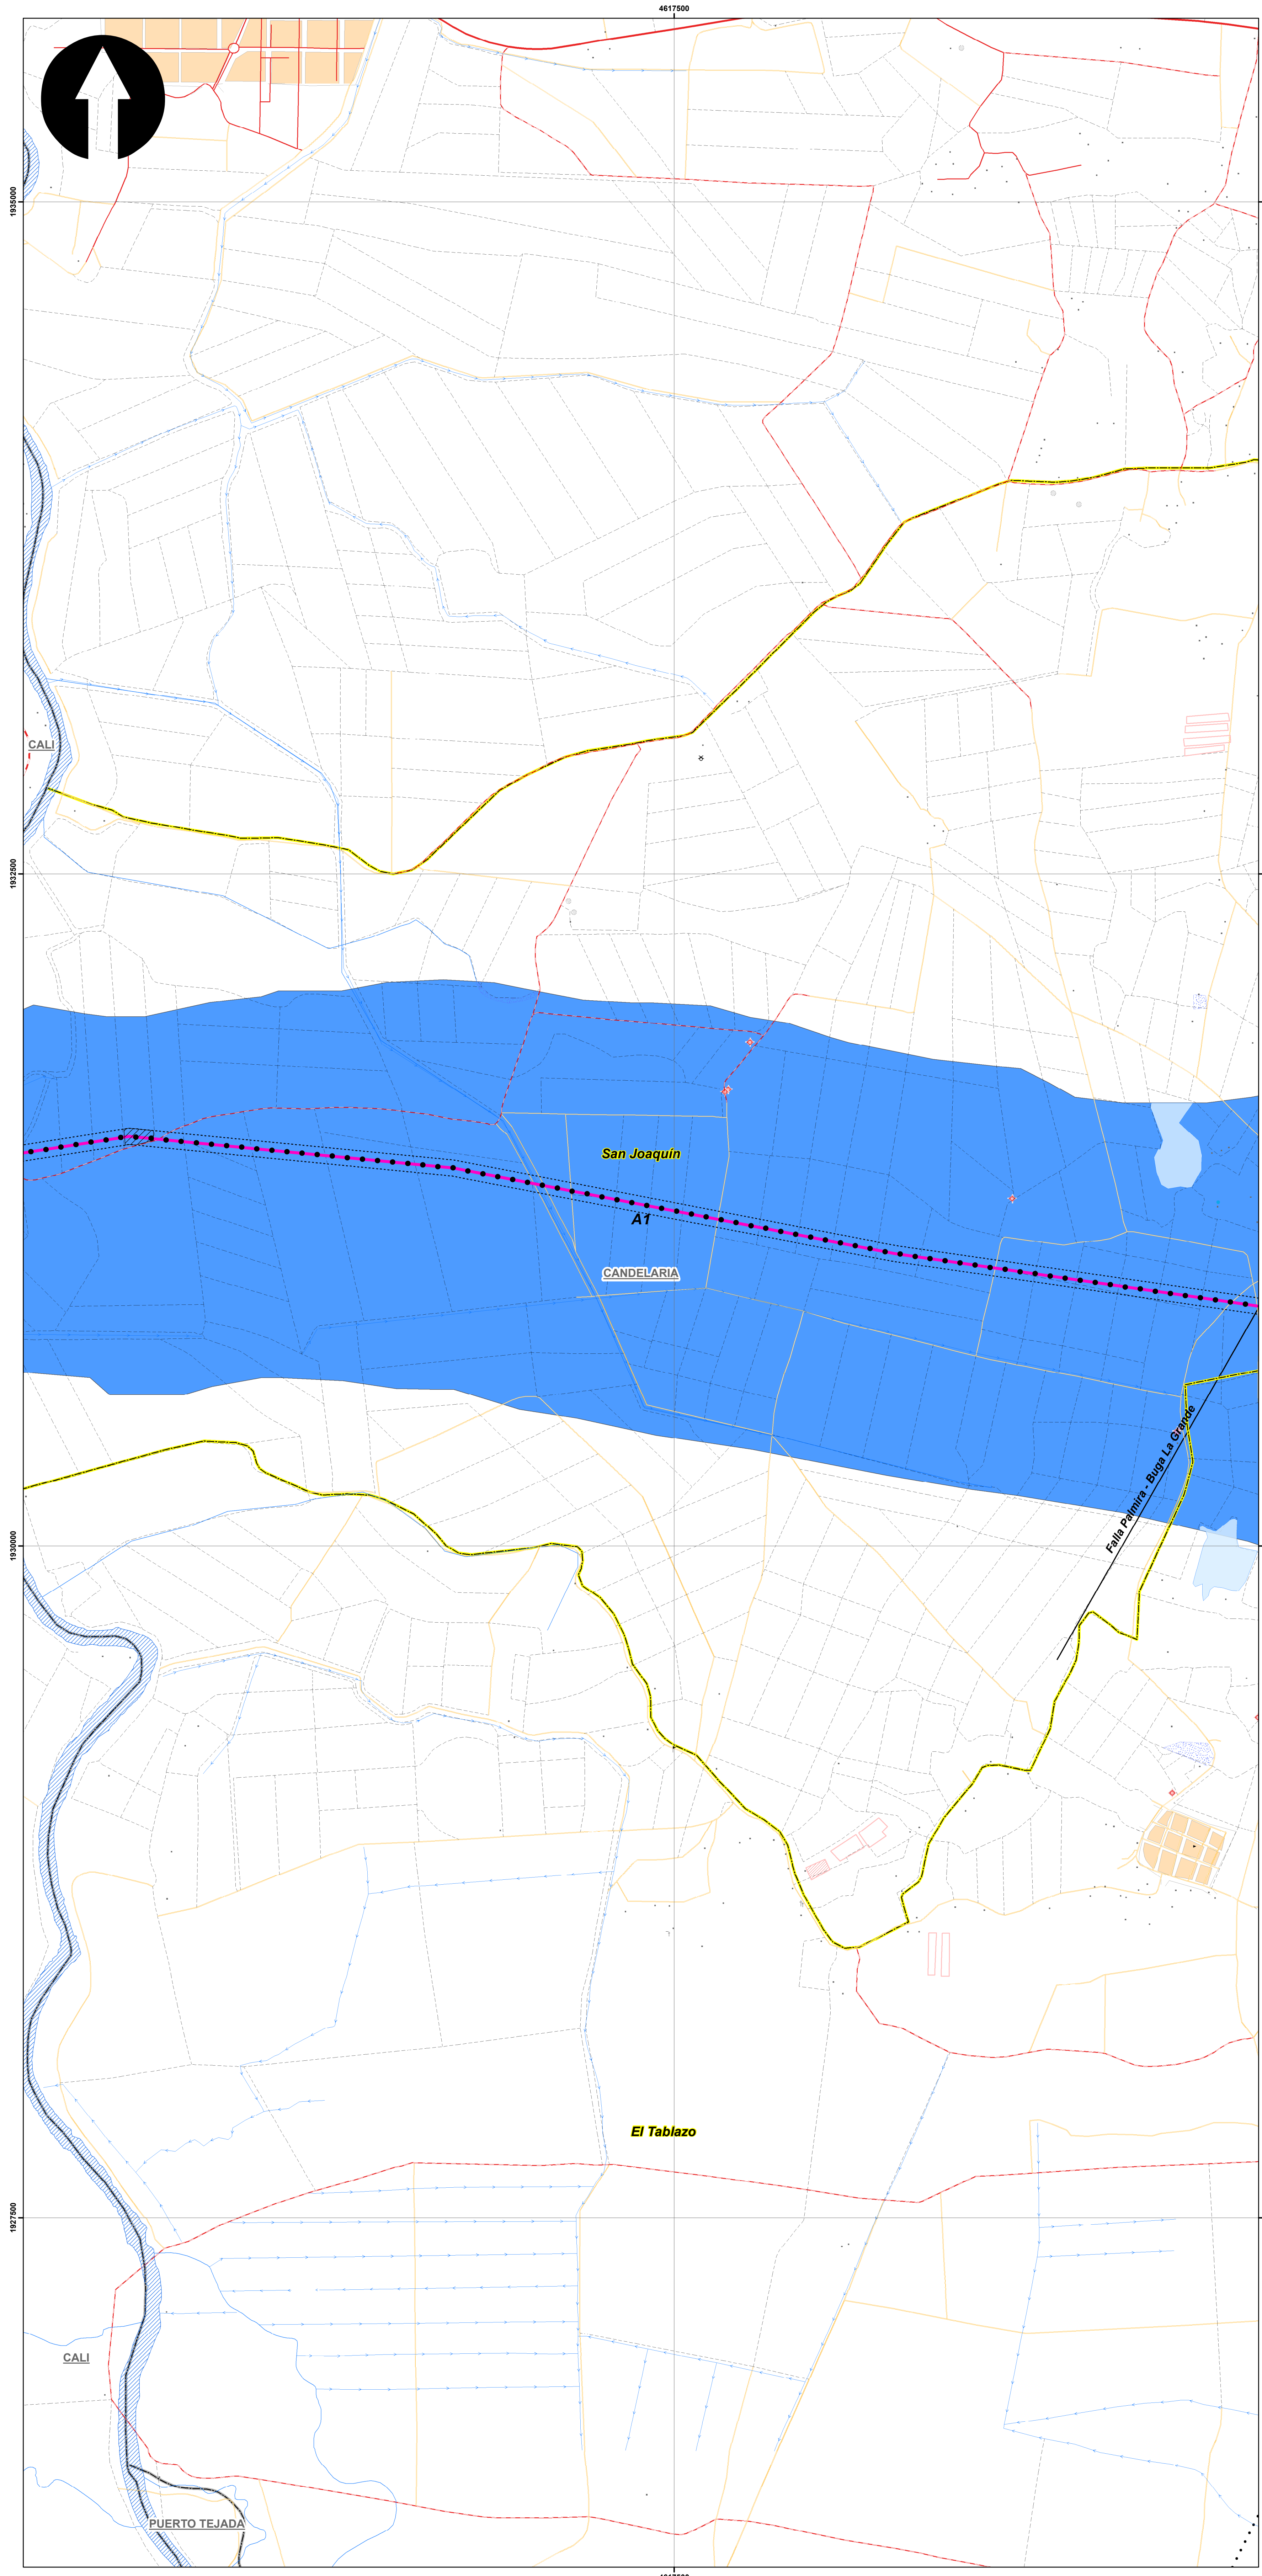 4617500
1935000
CALI
1932500
San Joaquín
A1
CANDELARIA
Falla Palmira - Buga La Grande
1930000
El Tablazo
1927500
CALI
PUERTO TEJADA
4617500